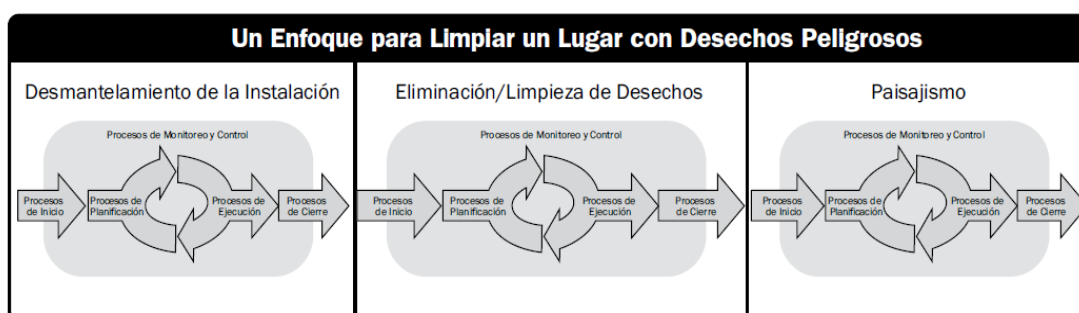 Un Enfoque para Limpiar un Lugar con Desechos Peligrosos
Desmantelamiento de la Instalación
Procesos de Monitoreo y Control
Procesos
de Inicio
Procesos de
Planificación
Procesos de
Ejecución
Procesos
de Cierre
Eliminación/Limpieza de Desechos
Procesos de Monitoreo y Control
Procesos
de Inicio
Procesos de
Planificación
Procesos de
Ejecución
Procesos
de Cierre
Paisajismo
Procesos de Monitoreo y Control
Procesos
de Inicio
Procesos de
Planificación
Procesos de
Ejecución
Procesos
de Cierre